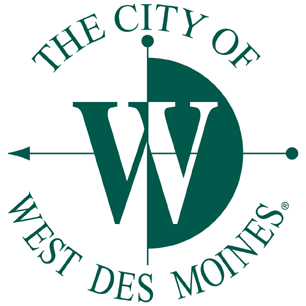 THE CITY OF
W
WEST DES MOINES®